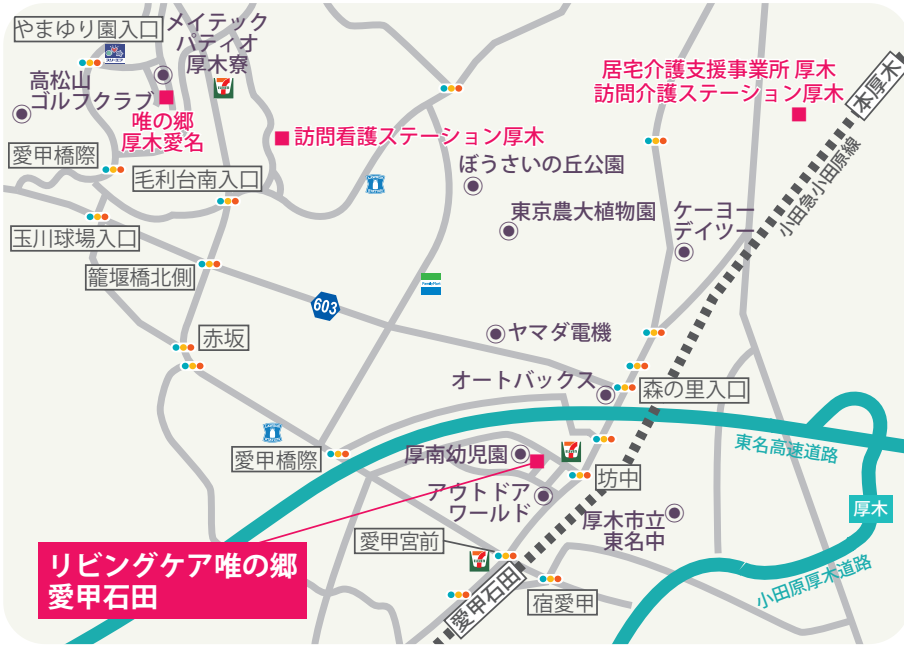 やまゆり園入口
メイテック
パティオ
厚木寮
高松山
ゴルフクラブ
唯の郷
厚木愛名
訪問看護ステーション厚木
居宅介護支援事業所 厚木
訪問介護ステーション厚木
本厚木
小田急小田原線
愛甲橋際
毛利台南入口
ぼうさいの丘公園
東京農大植物園
ケーヨー
デイツー
玉川球場入口
籠堰橋北側
603
FamilyMart
赤坂
ヤマダ電機
オートバックス
森の里入口
東名高速道路
愛甲橋際
厚南幼児園
坊中
アウトドア
ワールド
厚木市立
東名中
厚木
愛甲宮前
リビングケア唯の郷
愛甲石田
愛甲石田
宿愛甲
小田原厚木道路